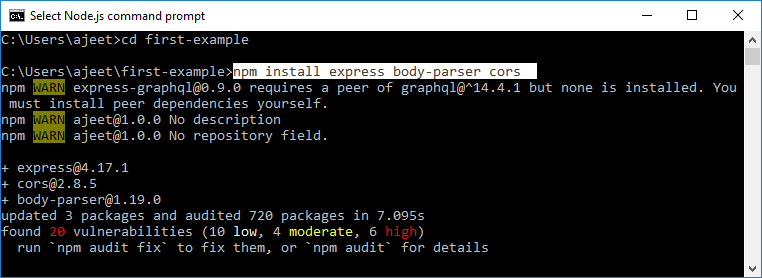 Select Node.js command prompt
C:\Users\ajeet>cd first-example
C:\Users\ajeet\first-example>npm install express body-parser cors
npm WARN express-graphql@0.9.0 requires a peer of graphql@^14.4.1 but none is installed. You
 must install peer dependencies yourself.
npm WARN ajeet@1.0.0 No description
npm WARN ajeet@1.0.0 No repository field.
+ express@4.17.1
+ cors@2.8.5
+ body-parser@1.19.0
updated 3 packages and audited 720 packages in 7.095s
found 20 vulnerabilities (10 low, 4 moderate, 6 high)
  run `npm audit fix` to fix them, or `npm audit` for details